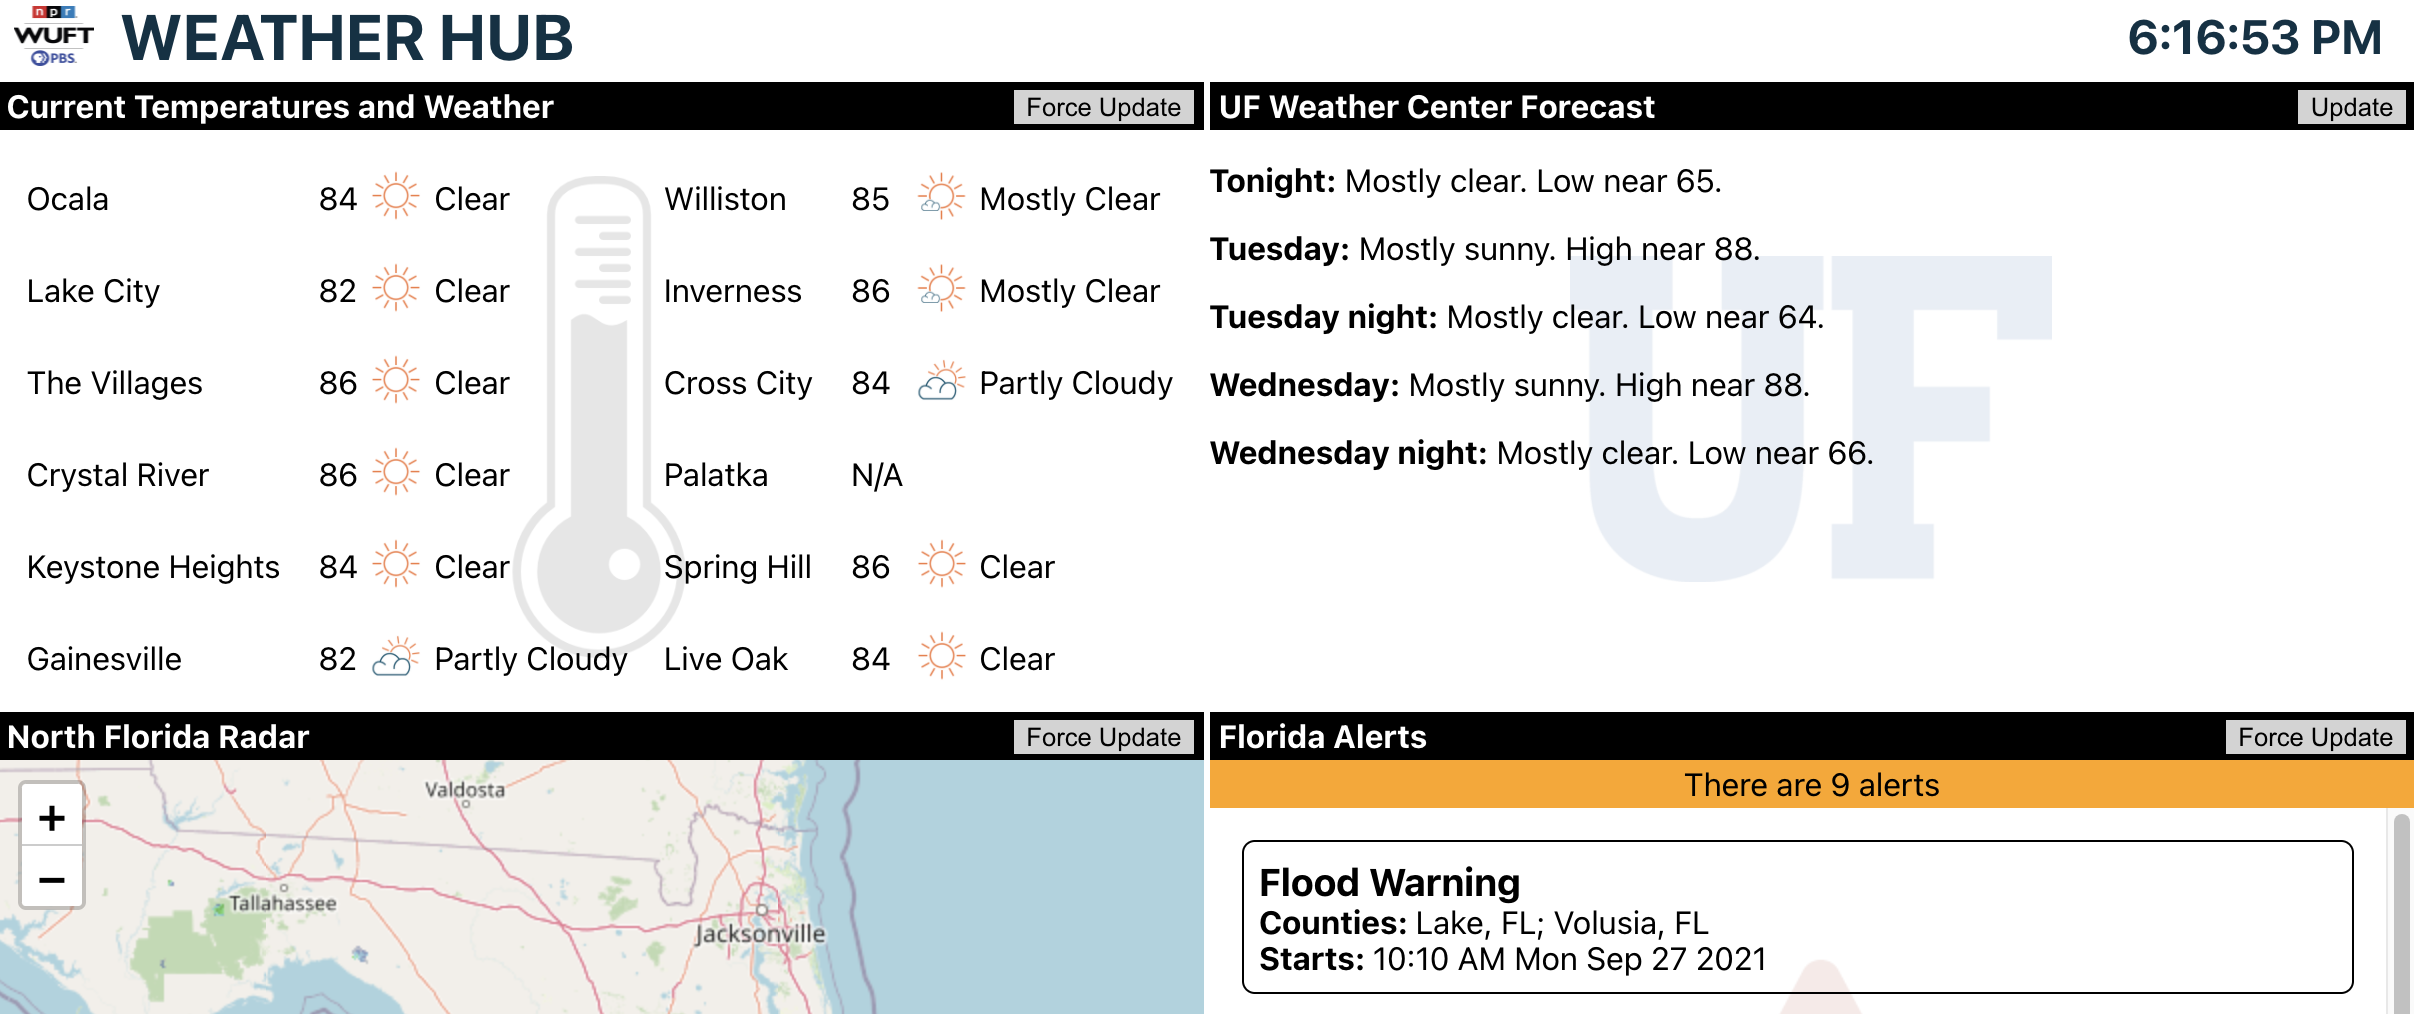 npr
WUFT
PBS.
WEATHER HUB
6:16:53 PM
Current Temperatures and Weather
Force Update
Ocala 84 Clear Williston 85 Mostly Clear
Lake City 82 Clear Inverness 86 Mostly Clear
The Villages 86 Clear Cross City 84 Partly Cloudy
Crystal River 86 Clear Palatka N/A
Keystone Heights 84 Clear Spring Hill 86 Clear
Gainesville 82 Partly Cloudy Live Oak 84 Clear
UF Weather Center Forecast
Update
Tonight: Mostly clear. Low near 65.
Tuesday: Mostly sunny. High near 88.
Tuesday night: Mostly clear. Low near 64.
Wednesday: Mostly sunny. High near 88.
Wednesday night: Mostly clear. Low near 66.
UF
North Florida Radar
Force Update
+
−
Valdosta
Tallahassee
Jacksonville
Florida Alerts
Force Update
There are 9 alerts
Flood Warning
Counties: Lake, FL; Volusia, FL
Starts: 10:10 AM Mon Sep 27 2021